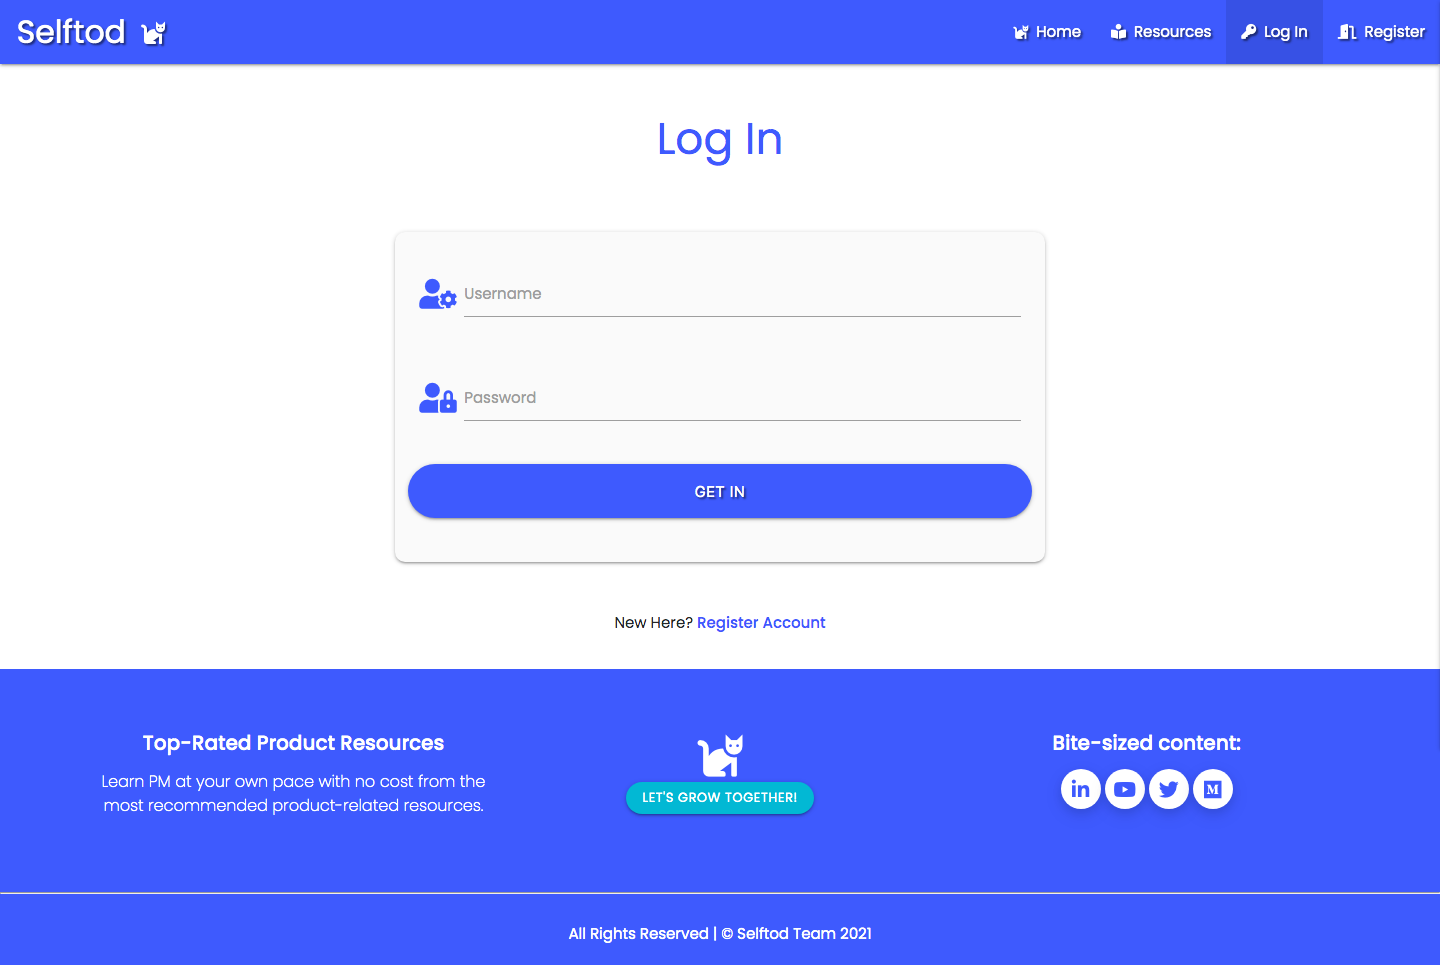 Selftod
Home
Resources
Log In
Register
Log In
Username
Password
GET IN
New Here? Register Account
Top-Rated Product Resources
Learn PM at your own pace with no cost from the
most recommended product-related resources.
LET'S GROW TOGETHER!
Bite-sized content:
All Rights Reserved | © Selftod Team 2021